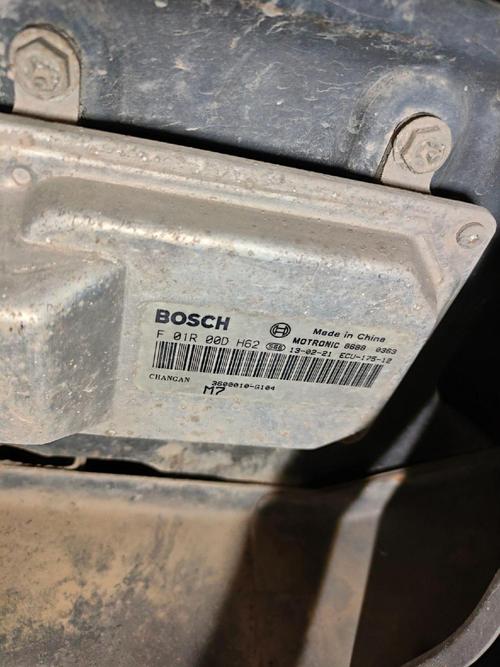 BOSCH
Made in China
F 01R 00D H62 MOTRONIC 8688 0363
13-02-21 ECU-175-12
CHANGAN 3600010-G104
M7